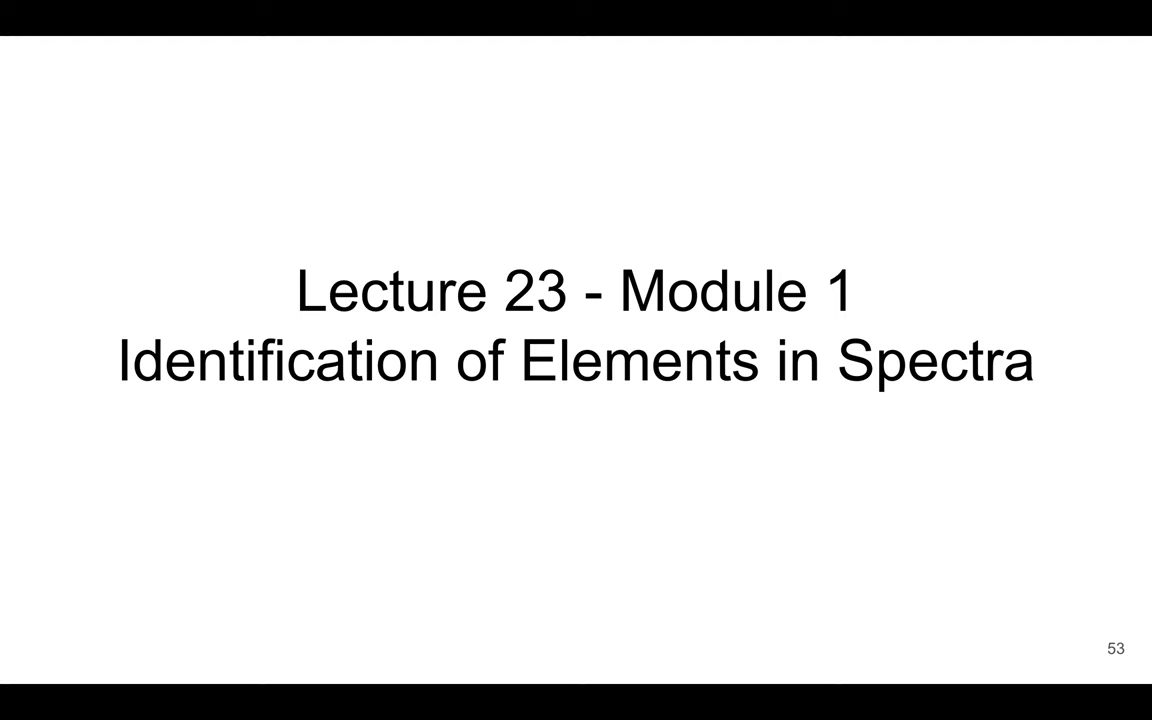 Lecture 23 - Module 1
Identification of Elements in Spectra
53